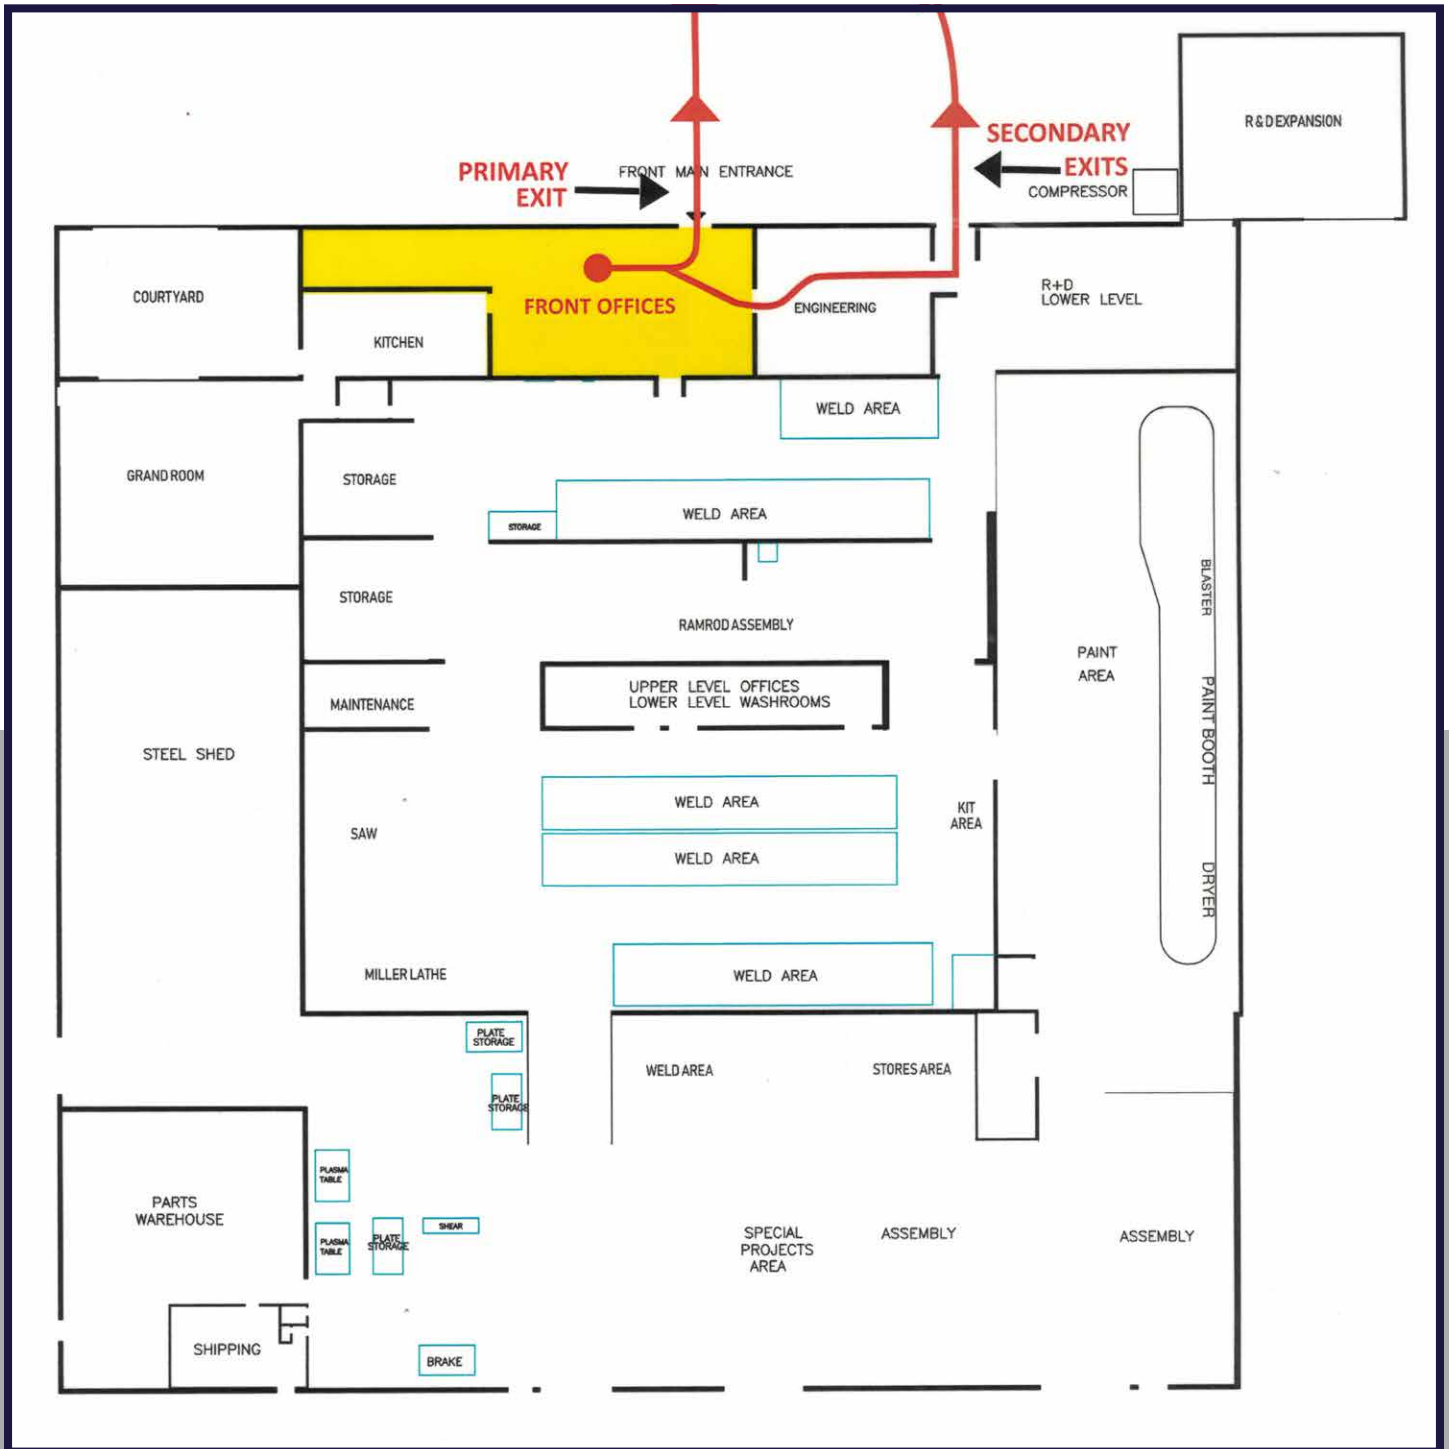 R & D EXPANSION
SECONDARY
EXITS
COMPRESSOR
PRIMARY
EXIT
FRONT MAIN ENTRANCE
COURTYARD
FRONT OFFICES
KITCHEN
ENGINEERING
R+D
LOWER LEVEL
WELD AREA
GRAND ROOM
STORAGE
STORAGE
WELD AREA
STORAGE
RAMROD ASSEMBLY
PAINT
AREA
BLASTER
PAINT BOOTH
DRYER
MAINTENANCE
UPPER LEVEL OFFICES
LOWER LEVEL WASHROOMS
STEEL SHED
SAW
WELD AREA
WELD AREA
KIT
AREA
MILLER LATHE
WELD AREA
PLATE
STORAGE
WELD AREA
STORES AREA
PLATE
STORAGE
PLASMA
TABLE
PARTS
WAREHOUSE
PLASMA
TABLE
PLATE
STORAGE
SHEAR
SPECIAL
PROJECTS
AREA
ASSEMBLY
ASSEMBLY
SHIPPING
BRAKE